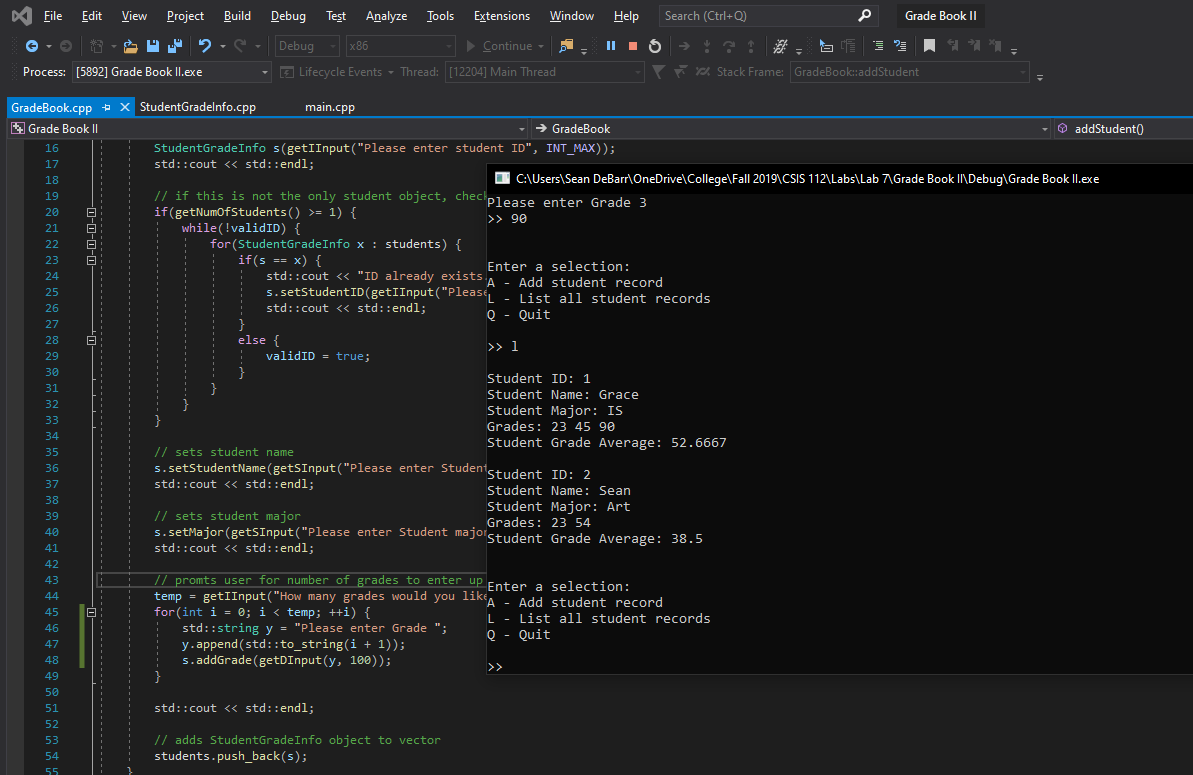 File Edit View Project Build Debug Test Analyze Tools Extensions Window Help Search (Ctrl+Q) Grade Book II
Debug x86 Continue
Process: [5892] Grade Book II.exe Lifecycle Events Thread: [12204] Main Thread Stack Frame: GradeBook::addStudent
GradeBook.cpp StudentGradeInfo.cpp main.cpp
Grade Book II GradeBook addStudent()
16 StudentGradeInfo s(getIInput("Please enter student ID", INT_MAX));
17 std::cout << std::endl;
18
19 // if this is not the only student object, chec
20 if(getNumOfStudents() >= 1) {
21 while(!validID) {
22 for(StudentGradeInfo x : students) {
23 if(s == x) {
24 std::cout << "ID already exists
25 s.setStudentID(getIInput("Please
26 std::cout << std::endl;
27 }
28 else {
29 validID = true;
30 }
31 }
32 }
33 }
34
35 // sets student name
36 s.setStudentName(getSInput("Please enter Student
37 std::cout << std::endl;
38
39 // sets student major
40 s.setMajor(getSInput("Please enter Student major
41 std::cout << std::endl;
42
43 // promts user for number of grades to enter up
44 temp = getIInput("How many grades would you like
45 for(int i = 0; i < temp; ++i) {
46 std::string y = "Please enter Grade ";
47 y.append(std::to_string(i + 1));
48 s.addGrade(getDInput(y, 100));
49 }
50
51 std::cout << std::endl;
52
53 // adds StudentGradeInfo object to vector
54 students.push_back(s);
55 }
C:\Users\Sean DeBarr\OneDrive\College\Fall 2019\CSIS 112\Labs\Lab 7\Grade Book II\Debug\Grade Book II.exe
Please enter Grade 3
>> 90
Enter a selection:
A - Add student record
L - List all student records
Q - Quit
>> l
Student ID: 1
Student Name: Grace
Student Major: IS
Grades: 23 45 90
Student Grade Average: 52.6667
Student ID: 2
Student Name: Sean
Student Major: Art
Grades: 23 54
Student Grade Average: 38.5
Enter a selection:
A - Add student record
L - List all student records
Q - Quit
>>